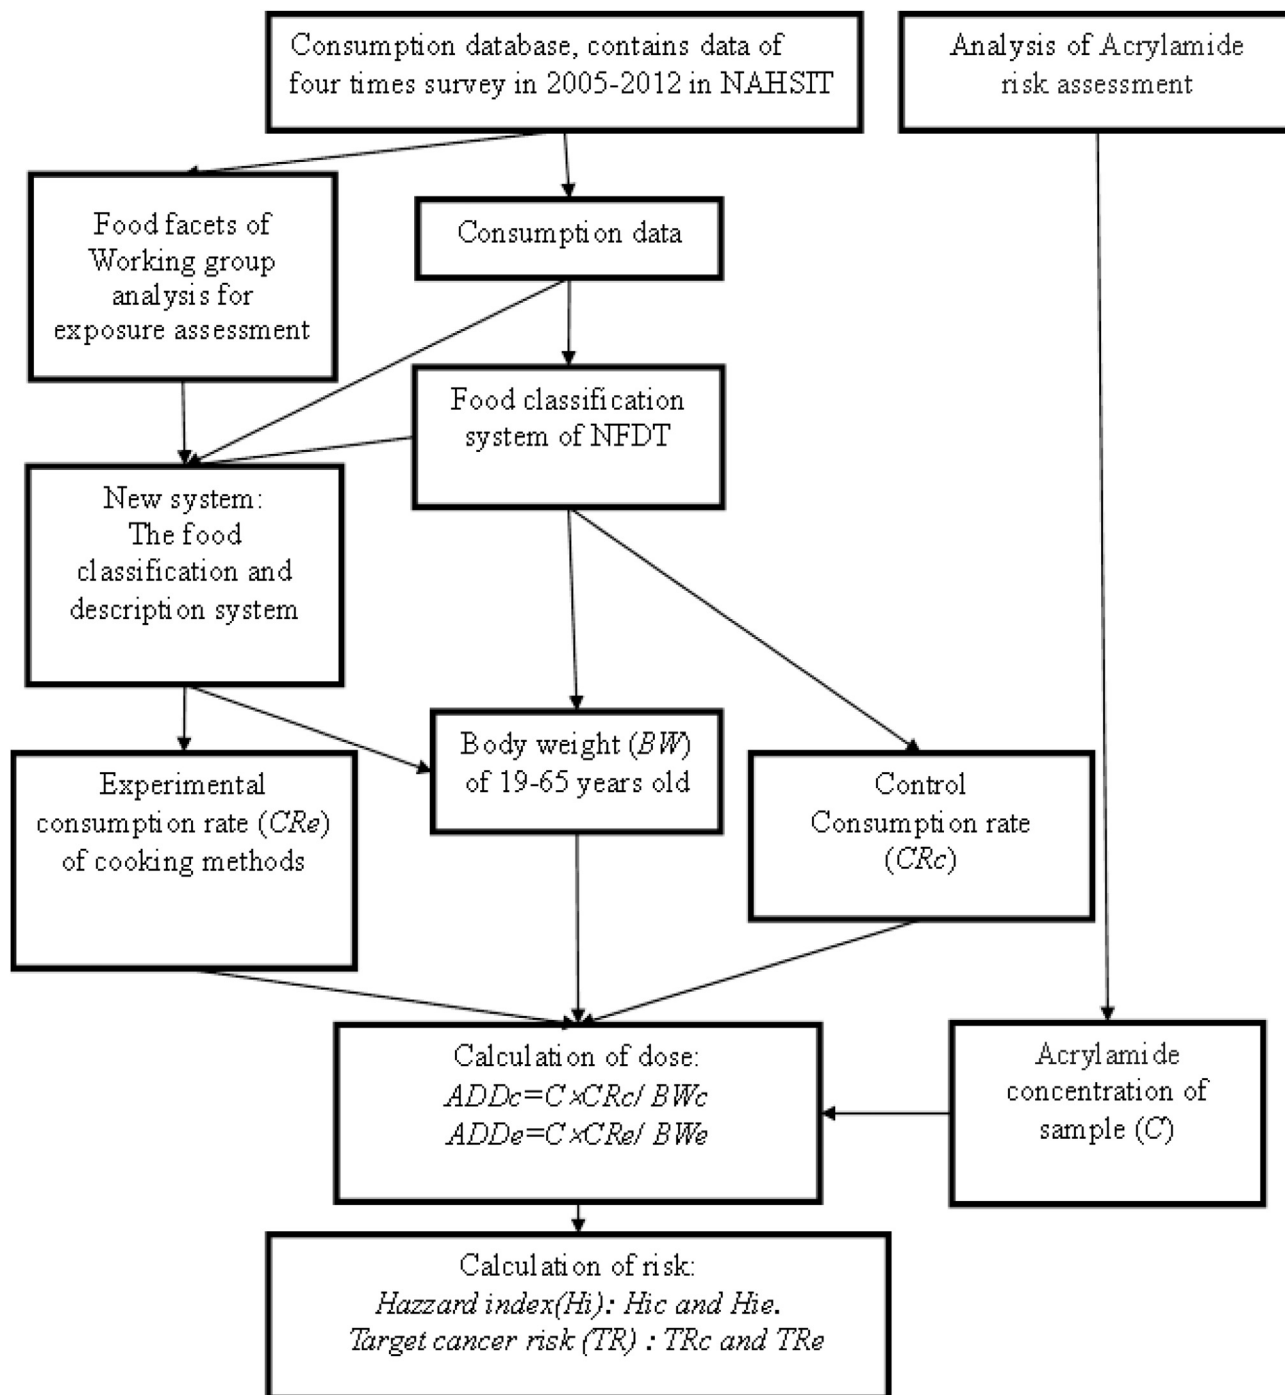 Consumption database, contains data of
four times survey in 2005-2012 in NAHSIT
Analysis of Acrylamide
risk assessment
Food facets of
Working group
analysis for
exposure assessment
Consumption data
Food classification
system of NFDT
New system:
The food
classification and
description system
Experimental
consumption rate (CRe)
of cooking methods
Body weight (BW)
of 19-65 years old
Control
Consumption rate
(CRc)
Calculation of dose:
ADDc=C×CRc/ BWc
ADDe=C×CRe/ BWe
Acrylamide
concentration of
sample (C)
Calculation of risk:
Hazzard index(Hi): Hic and Hie.
Target cancer risk (TR) : TRc and TRe